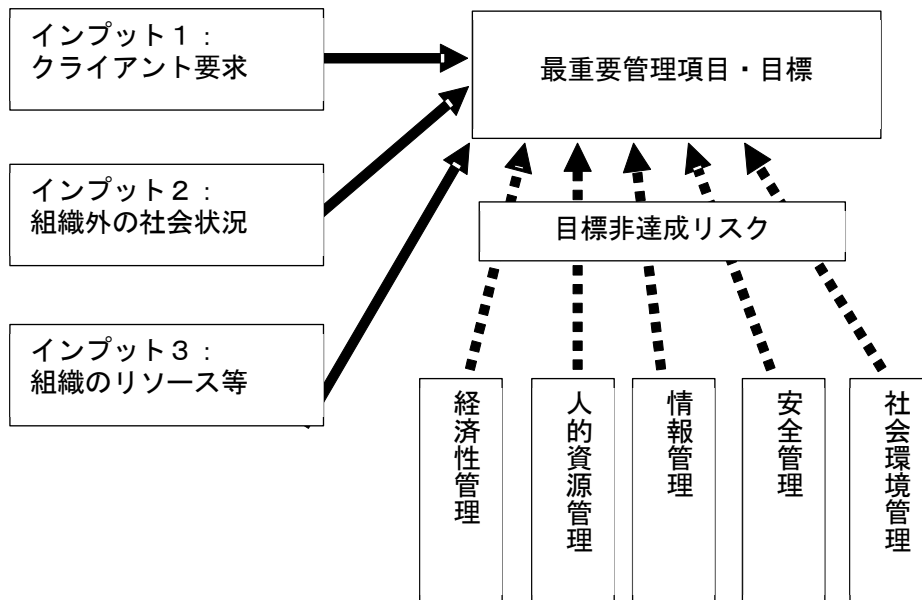 インプット１：
クライアント要求
最重要管理項目・目標
インプット２：
組織外の社会状況
目標非達成リスク
インプット３：
組織のリソース等
経済性管理
人的資源管理
情報管理
安全管理
社会環境管理